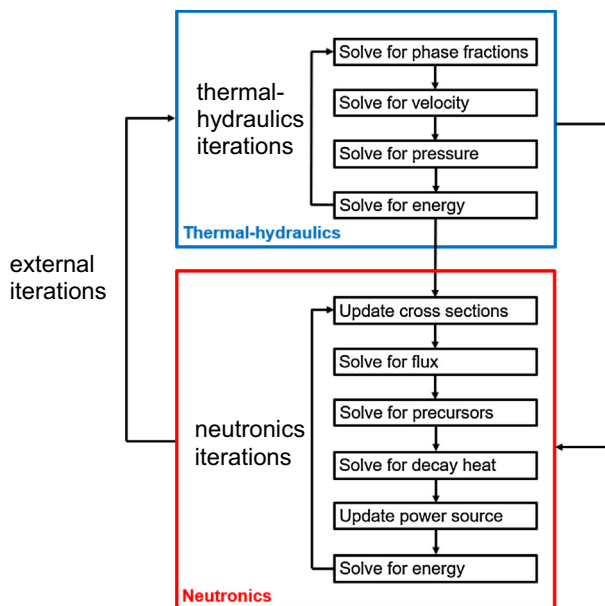 Solve for phase fractions
thermal-
hydraulics
iterations
Solve for velocity
Solve for pressure
Solve for energy
Thermal-hydraulics
external
iterations
Update cross sections
Solve for flux
Solve for precursors
neutronics
iterations
Solve for decay heat
Update power source
Solve for energy
Neutronics